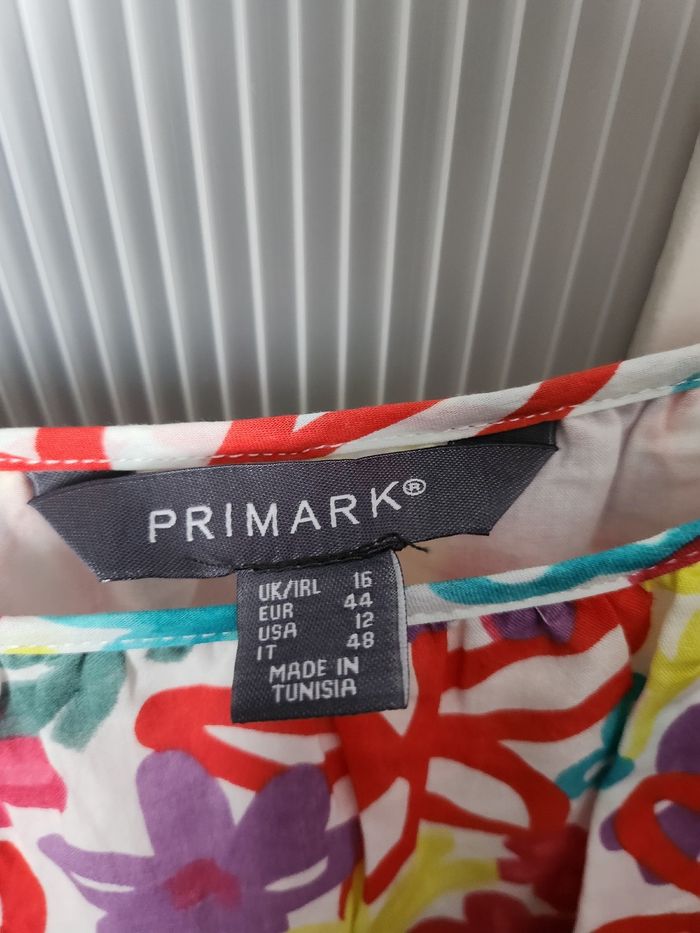 PRIMARK®
UK/IRL 16
EUR 44
USA 12
IT 48
MADE IN
TUNISIA